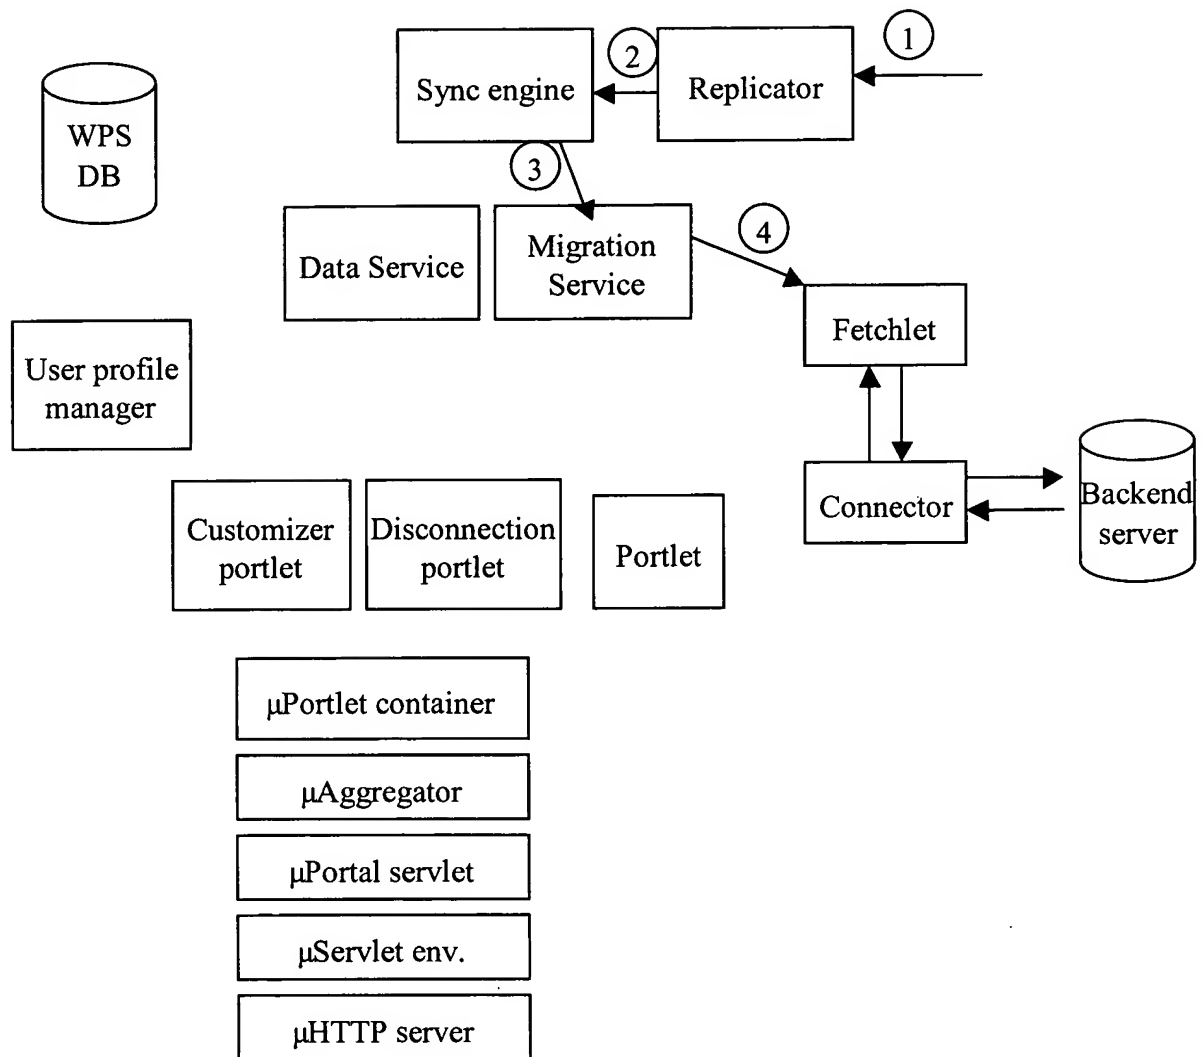 1
2
Sync engine
Replicator
WPS
DB
3
4
Data Service
Migration
Service
Fetchlet
User profile
manager
Connector
Backend
server
Customizer
portlet
Disconnection
portlet
Portlet
μPortlet container
μAggregator
μPortal servlet
μServlet env.
μHTTP server